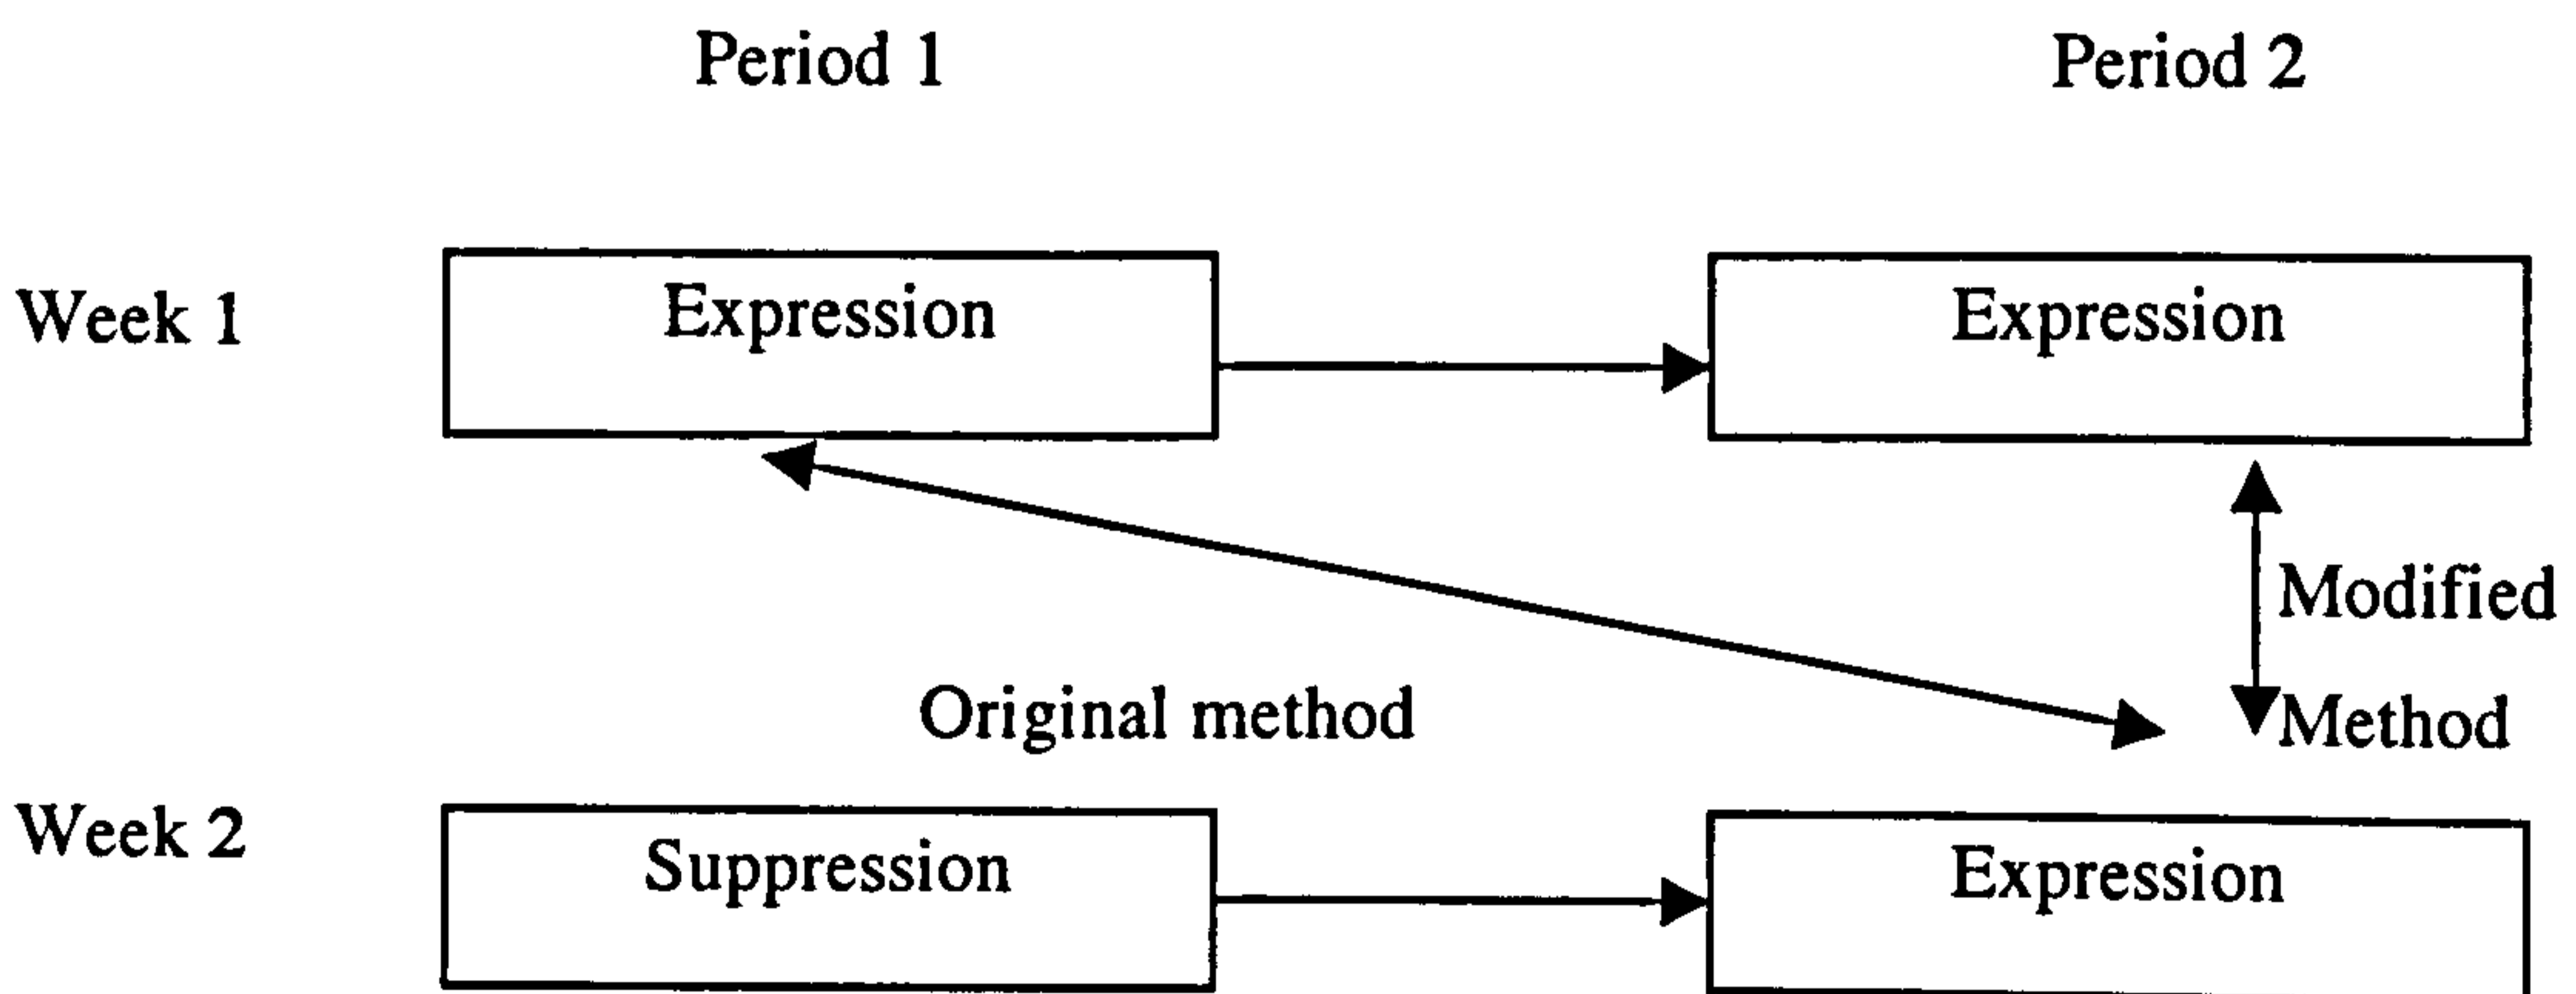 Period 1 Period 2
Week 1 Expression Expression
Modified
Original method Method
Week 2 Suppression Expression